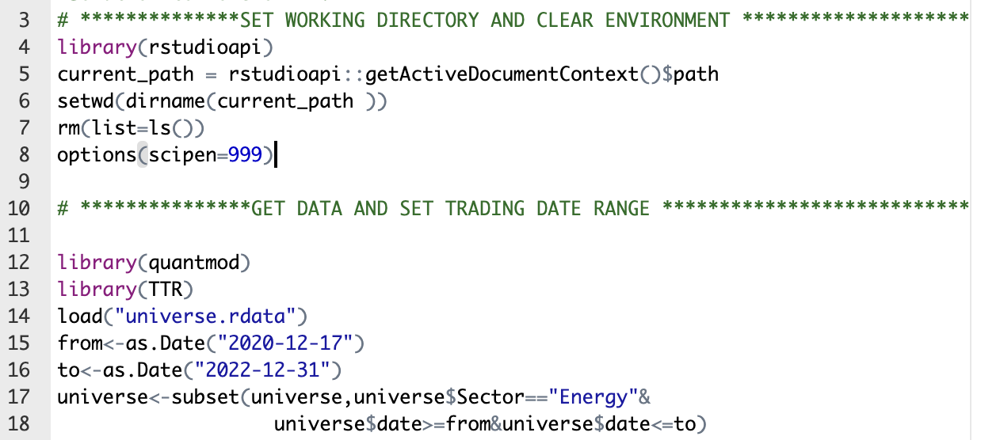 3 # **************SET WORKING DIRECTORY AND CLEAR ENVIRONMENT ********************
4 library(rstudioapi)
5 current_path = rstudioapi::getActiveDocumentContext()$path
6 setwd(dirname(current_path ))
7 rm(list=ls())
8 options(scipen=999)
9
10 # ***************GET DATA AND SET TRADING DATE RANGE ***************************
11
12 library(quantmod)
13 library(TTR)
14 load("universe.rdata")
15 from<-as.Date("2020-12-17")
16 to<-as.Date("2022-12-31")
17 universe<-subset(universe,universe$Sector=="Energy"&
18                    universe$date>=from&universe$date<=to)